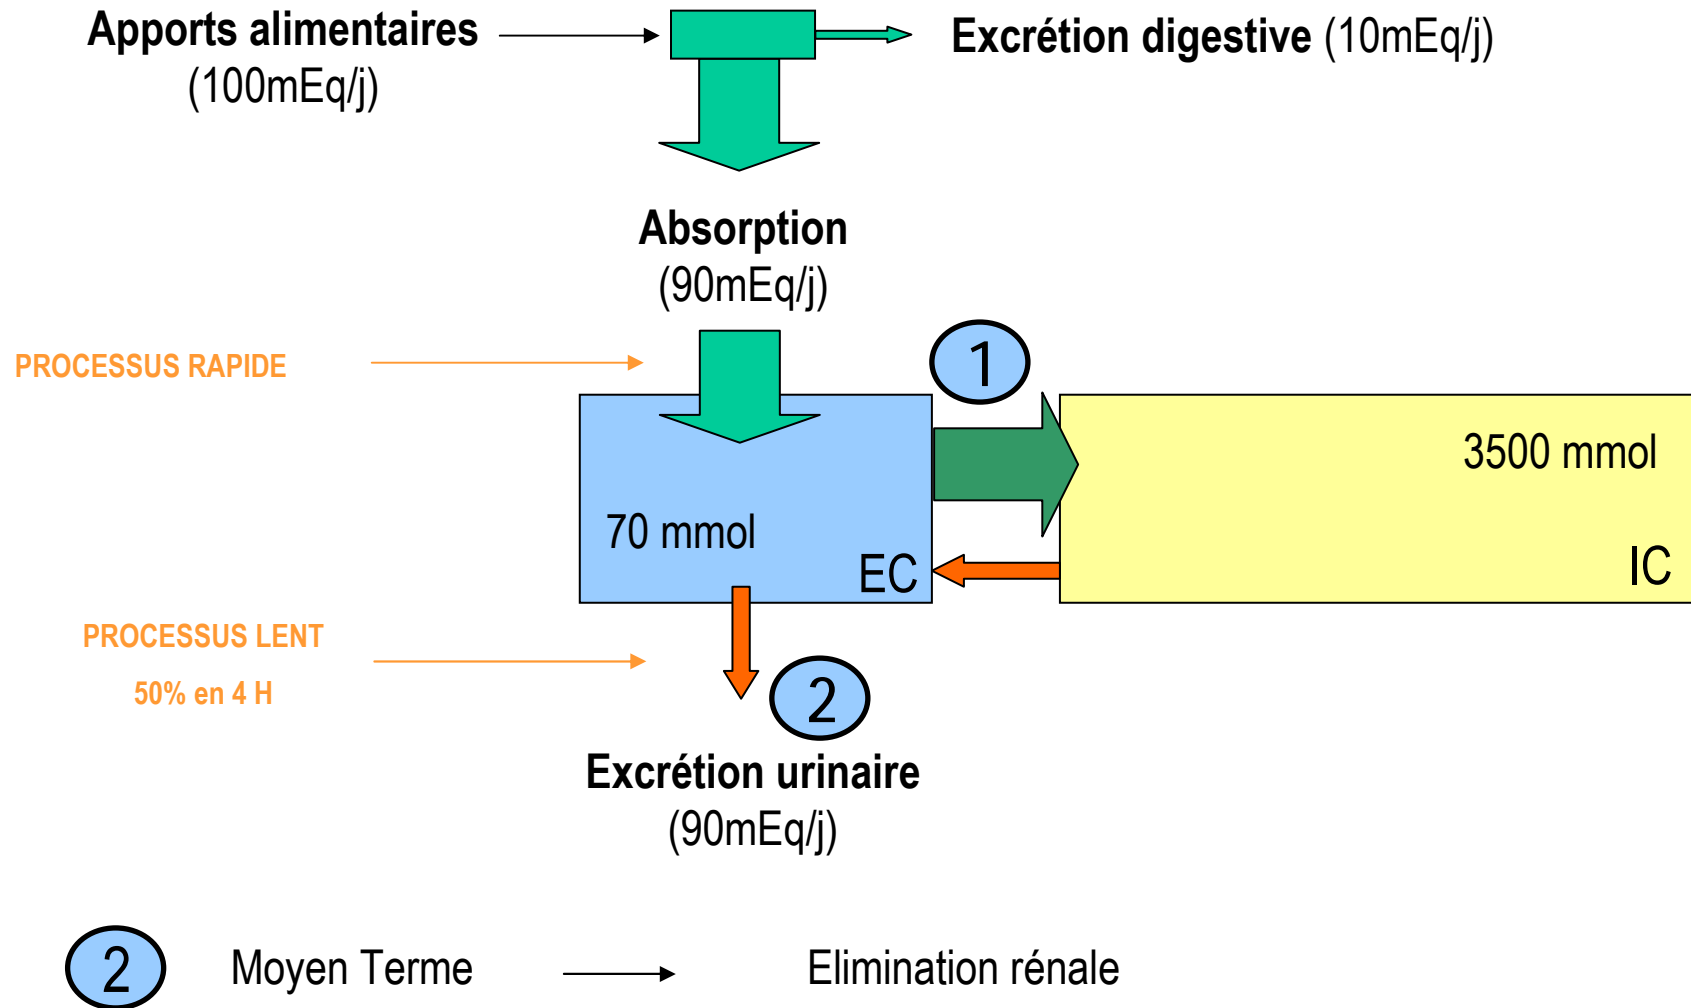 Apports alimentaires
(100mEq/j)
Excrétion digestive (10mEq/j)
Absorption
(90mEq/j)
PROCESSUS RAPIDE
1
3500 mmol
70 mmol
EC
IC
PROCESSUS LENT
50% en 4 H
2
Excrétion urinaire
(90mEq/j)
2 Moyen Terme Elimination rénale